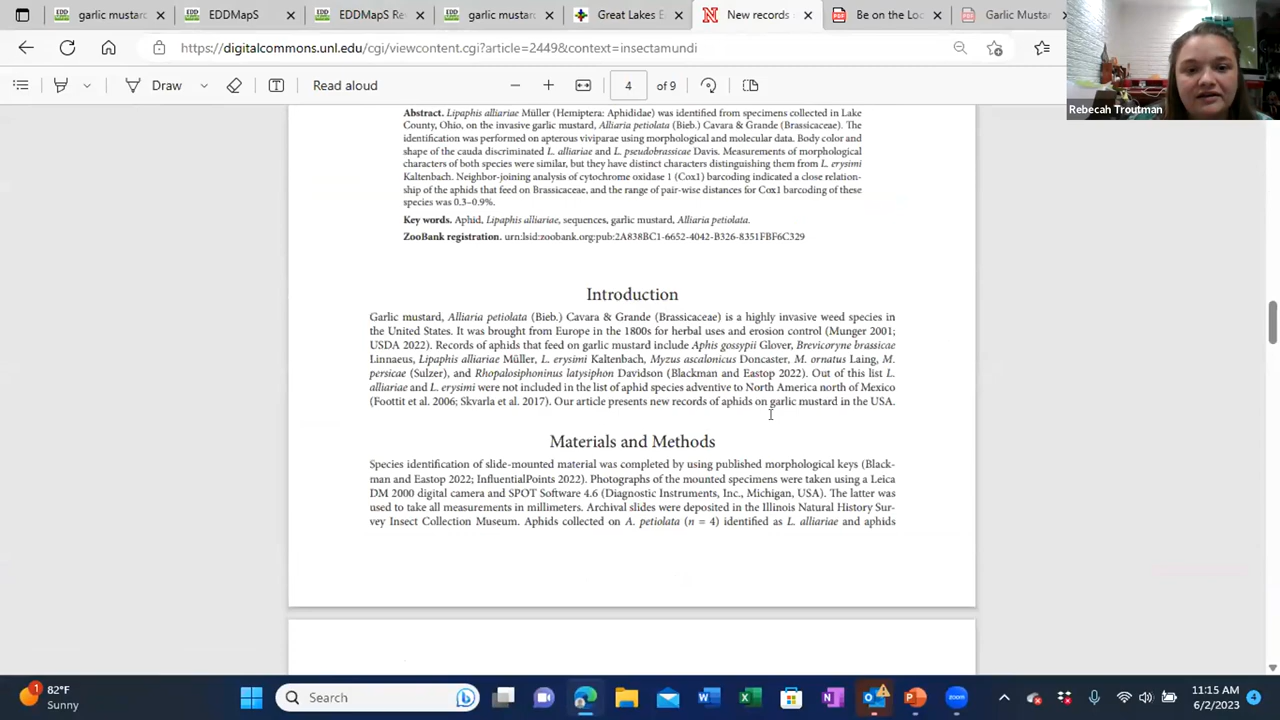 garlic mustar
EDDMapS
EDDMapS Re
garlic mustar
Great Lakes E
New records
Be on the Loc
Garlic Mustar
https://digitalcommons.unl.edu/cgi/viewcontent.cgi?article=2449&context=insectamundi
Draw
Read aloud
4
of 9
Rebecah Troutman
Abstract. Lipaphis alliariae Müller (Hemiptera: Aphididae) was identified from specimens collected in Lake
County, Ohio, on the invasive garlic mustard, Alliaria petiolata (Bieb.) Cavara & Grande (Brassicaceae). The
identification was performed on apterous viviparae using morphological and molecular data. Body color and
shape of the cauda discriminated L. alliariae and L. pseudobrassicae Davis. Measurements of morphological
characters of both species were similar, but they have distinct characters distinguishing them from L. erysimi
Kaltenbach. Neighbor-joining analysis of cytochrome oxidase 1 (Cox1) barcoding indicated a close relation-
ship of the aphids that feed on Brassicaceae, and the range of pair-wise distances for Cox1 barcoding of these
species was 0.3–0.9%.
Key words. Aphid, Lipaphis alliariae, sequences, garlic mustard, Alliaria petiolata.
ZooBank registration. urn:lsid:zoobank.org:pub:2A838BC1-6652-4042-B326-8351FBF6C329
Introduction
Garlic mustard, Alliaria petiolata (Bieb.) Cavara & Grande (Brassicaceae) is a highly invasive weed species in
the United States. It was brought from Europe in the 1800s for herbal uses and erosion control (Munger 2001;
USDA 2022). Records of aphids that feed on garlic mustard include Aphis gossypii Glover, Brevicoryne brassicae
Linnaeus, Lipaphis alliariae Müller, L. erysimi Kaltenbach, Myzus ascalonicus Doncaster, M. ornatus Laing, M.
persicae (Sulzer), and Rhopalosiphoninus latysiphon Davidson (Blackman and Eastop 2022). Out of this list L.
alliariae and L. erysimi were not included in the list of aphid species adventive to North America north of Mexico
(Foottit et al. 2006; Skvarla et al. 2017). Our article presents new records of aphids on garlic mustard in the USA.
Materials and Methods
Species identification of slide-mounted material was completed by using published morphological keys (Black-
man and Eastop 2022; InfluentialPoints 2022). Photographs of the mounted specimens were taken using a Leica
DM 2000 digital camera and SPOT Software 4.6 (Diagnostic Instruments, Inc., Michigan, USA). The latter was
used to take all measurements in millimeters. Archival slides were deposited in the Illinois Natural History Sur-
vey Insect Collection Museum. Aphids collected on A. petiolata (n = 4) identified as L. alliariae and aphids
1
82°F
Sunny
Search
zoom
11:15 AM
6/2/2023
4